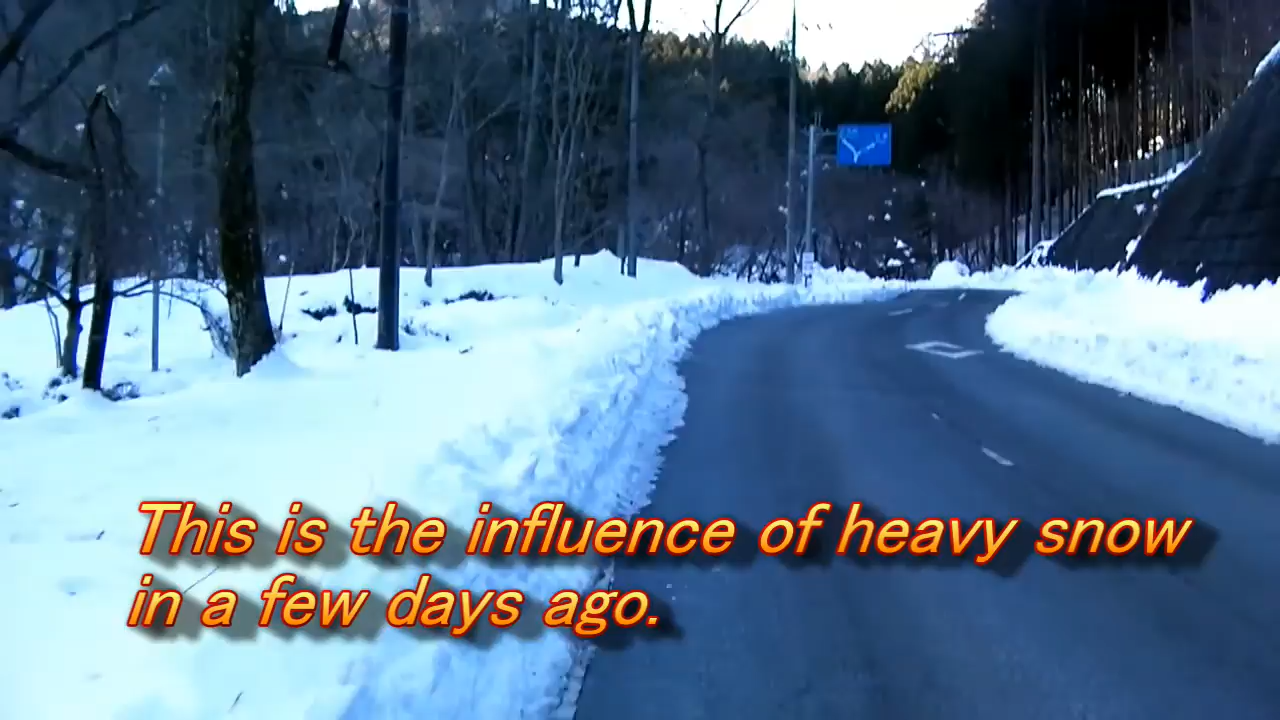 This is the influence of heavy snow
in a few days ago.